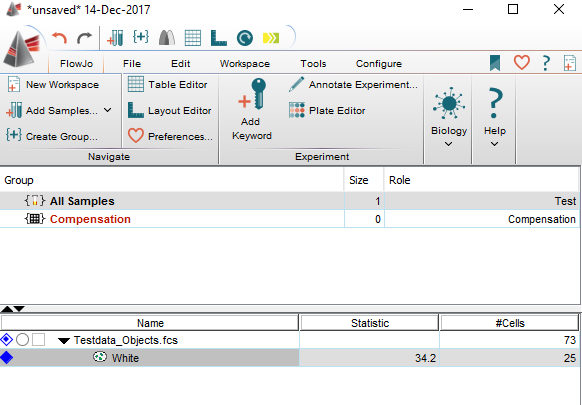 *unsaved* 14-Dec-2017
FlowJo File Edit Workspace Tools Configure ?
New Workspace Table Editor Annotate Experiment...
Add Samples... Layout Editor Add Keyword Plate Editor Biology Help
Create Group... Preferences...
Navigate Experiment
Group Size Role
All Samples 1 Test
Compensation 0 Compensation
Name Statistic #Cells
Testdata_Objects.fcs 73
White 34.2 25